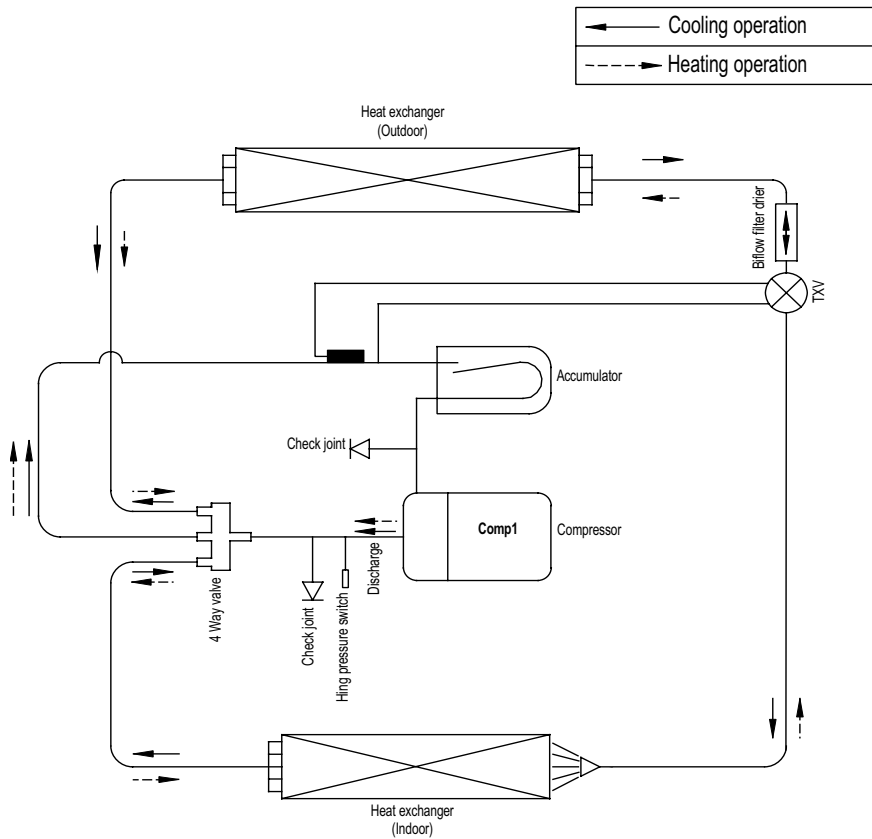 Cooling operation
Heating operation
Heat exchanger
(Outdoor)
Biflow filter drier
TXV
Accumulator
Check joint
Comp1
Compressor
Discharge
4 Way valve
Check joint
Hing pressure switch
Heat exchanger
(Indoor)